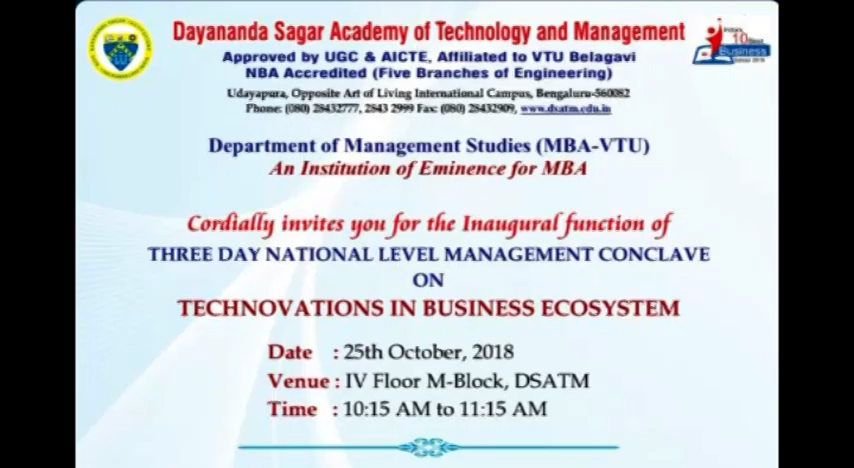 Dayananda Sagar Academy of Technology and Management
Approved by UGC & AICTE, Affiliated to VTU Belagavi
NBA Accredited (Five Branches of Engineering)
Udayapura, Opposite Art of Living International Campus, Bengaluru-560082
Phone: (080) 28432777, 2843 2999 Fax: (080) 28432909, www.dsatm.edu.in
10
Business
Department of Management Studies (MBA-VTU)
An Institution of Eminence for MBA
Cordially invites you for the Inaugural function of
THREE DAY NATIONAL LEVEL MANAGEMENT CONCLAVE
ON
TECHNOVATIONS IN BUSINESS ECOSYSTEM
Date : 25th October, 2018
Venue : IV Floor M-Block, DSATM
Time : 10:15 AM to 11:15 AM